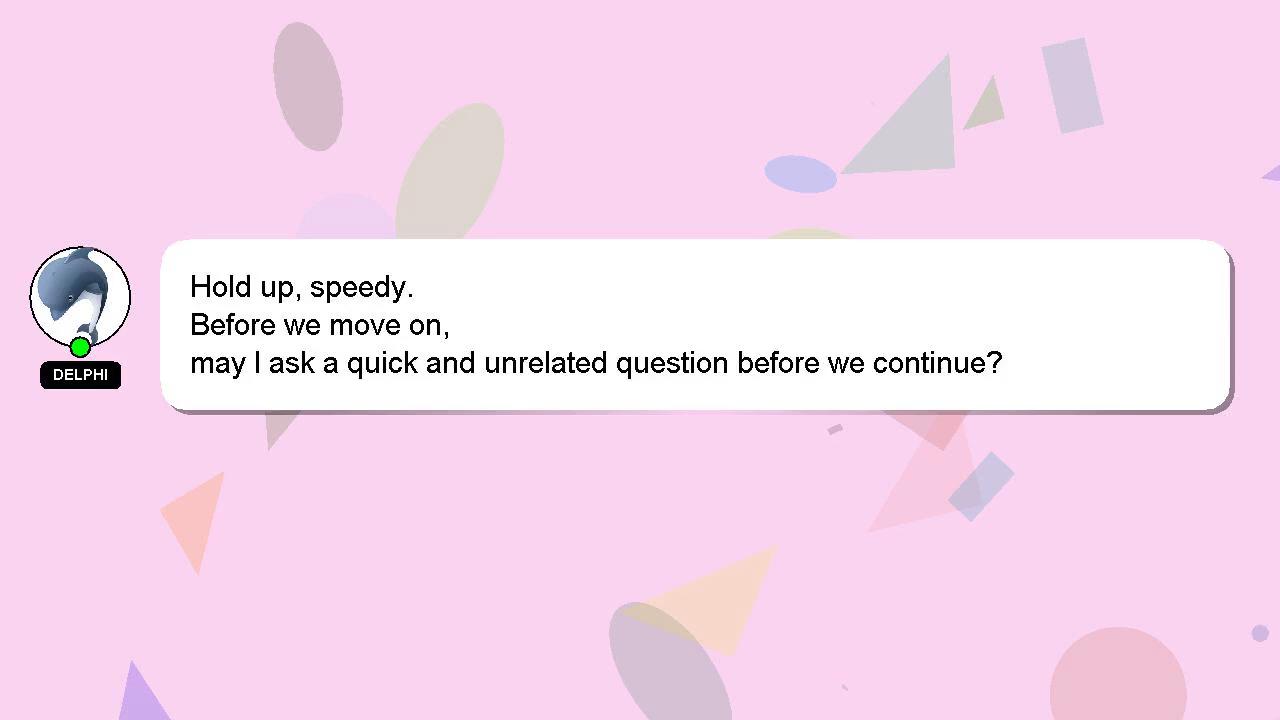 Hold up, speedy.
Before we move on,
may I ask a quick and unrelated question before we continue?
DELPHI